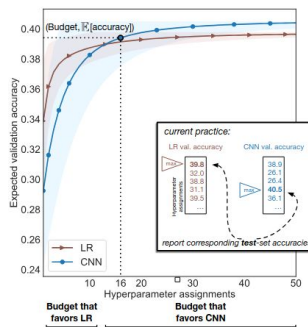 (Budget, 𝔼[accuracy])
0.40
0.38
0.36
0.34
0.32
0.30
0.28
0.26
0.24
Expected validation accuracy
current practice:
LR val. accuracy
CNN val. accuracy
max
39.8
32.0
38.8
31.1
39.5
...
Hyperparameter assignments
max
38.9
26.1
26.4
40.5
36.1
...
report corresponding test-set accuracies
LR
CNN
10
16
20
30
40
50
Hyperparameter assignments
Budget that favors LR
Budget that favors CNN